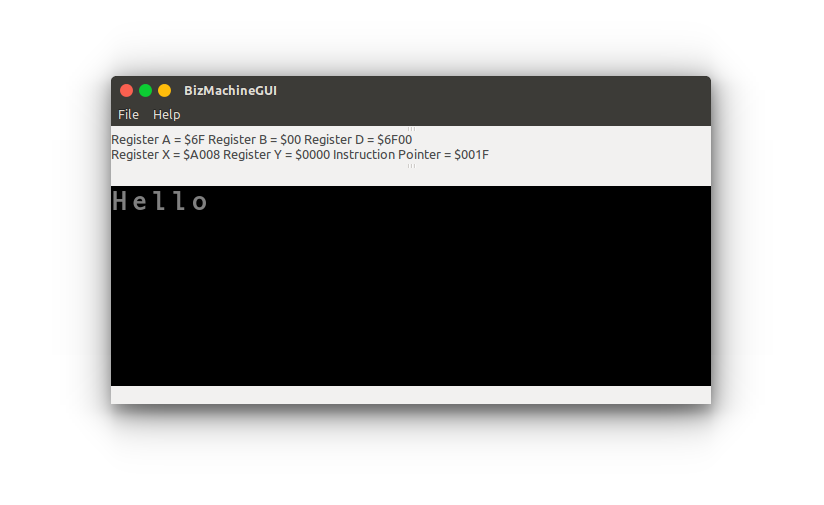 BizMachineGUI
File Help
Register A = $6F Register B = $00 Register D = $6F00
Register X = $A008 Register Y = $0000 Instruction Pointer = $001F
Hello